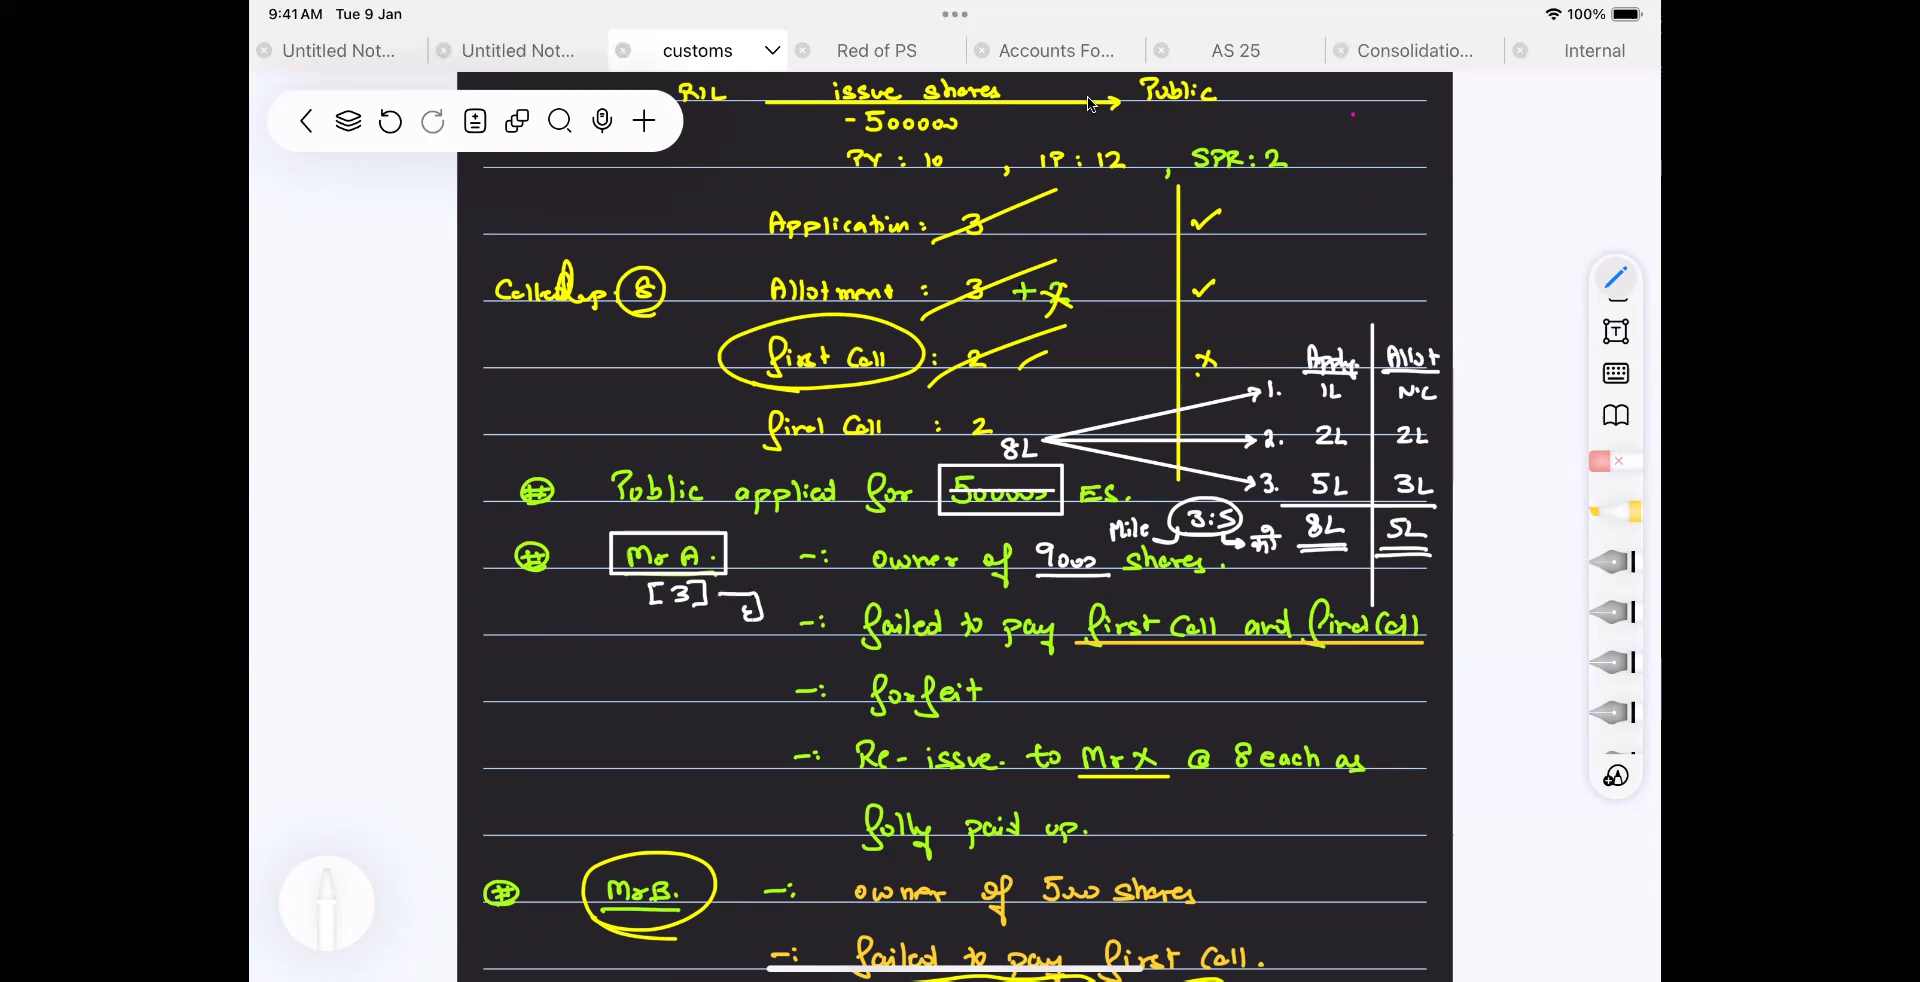 9:41 AM Tue 9 Jan
100%
Untitled Not...
Untitled Not...
customs
Red of PS
Accounts Fo...
AS 25
Consolidatio...
Internal
RIL issue shares Public
- 500000
PV : 10 , IP : 12 , SPR : 2
Application : 3 ✓
Called up 8 Allotment : 3 + 2 ✓
First Call : 2 ✓ x
Apply Allot
1. 1L Nil
Final Call : 2
8L 2. 2L 2L
3. 5L 3L
# Public applied for 500000 ES.
3:5 8L 5L
# Mr A. -: owner of 9000 shares.
[3]
-: failed to pay first Call and final Call
-: forfeit
-: Re-issue. to Mr X @ 8 each as
fully paid up.
# Mr B. -: owner of 5000 shares
-: failed to pay first Call.